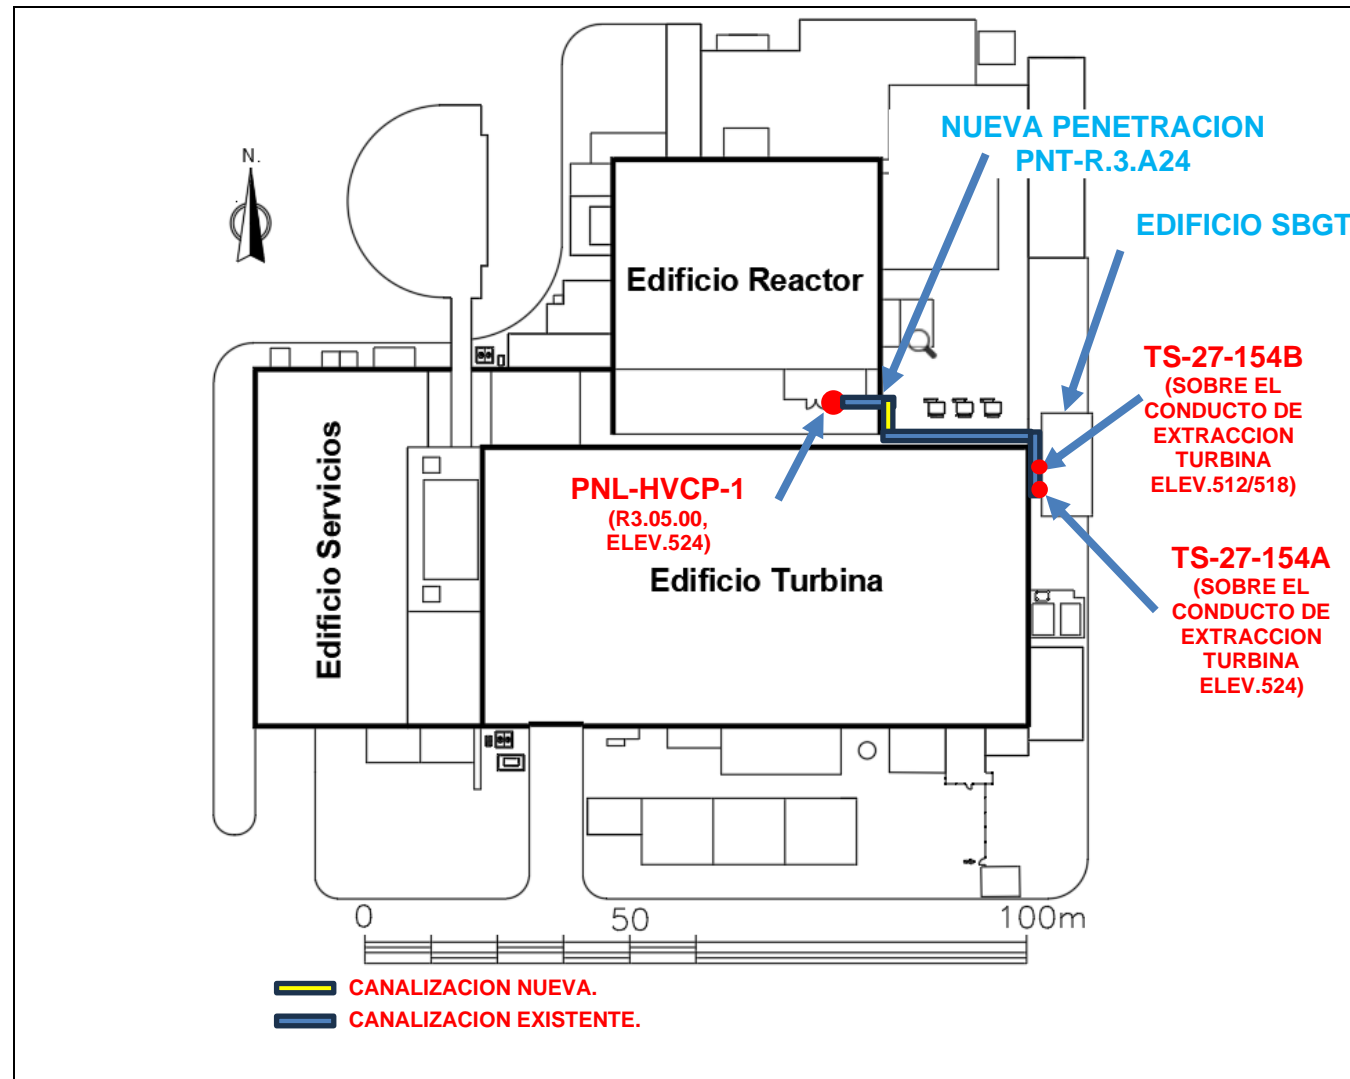 NUEVA PENETRACION
PNT-R.3.A24
N.
EDIFICIO SBGT
Edificio Reactor
TS-27-154B
(SOBRE EL
CONDUCTO DE
EXTRACCION
TURBINA
ELEV.512/518)
PNL-HVCP-1
(R3.05.00,
ELEV.524)
Edificio Servicios
Edificio Turbina
TS-27-154A
(SOBRE EL
CONDUCTO DE
EXTRACCION
TURBINA
ELEV.524)
0 50 100m
CANALIZACION NUEVA.
CANALIZACION EXISTENTE.